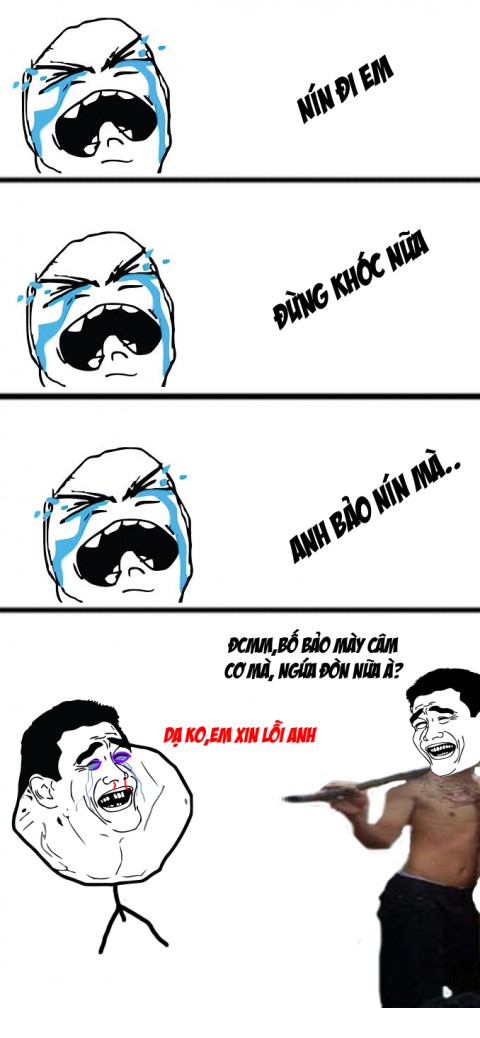 NÍN ĐI EM
ĐỪNG KHÓC NỮA
ANH BẢO NÍN MÀ..
ĐCMM,BỐ BẢO MÀY CÂM
CƠ MÀ, NGỨA ĐÒN NỮA À?
DẠ KO,EM XIN LỖI ANH